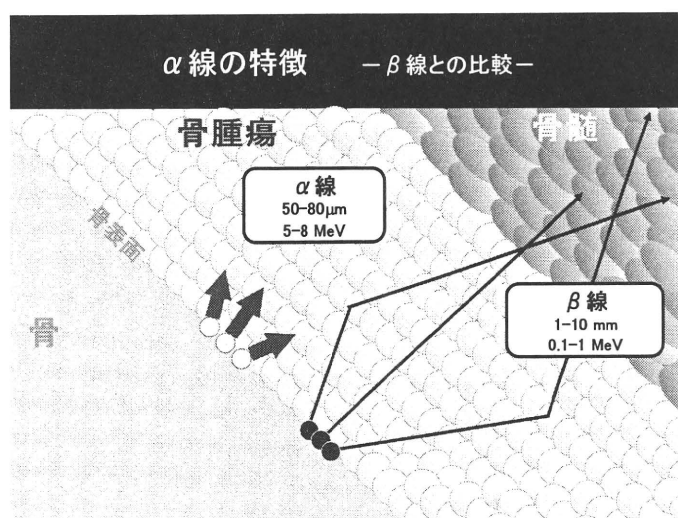 α線の特徴 －β線との比較－
骨腫瘍
骨髄
α線
50-80μm
5-8 MeV
骨表面
骨
β線
1-10 mm
0.1-1 MeV